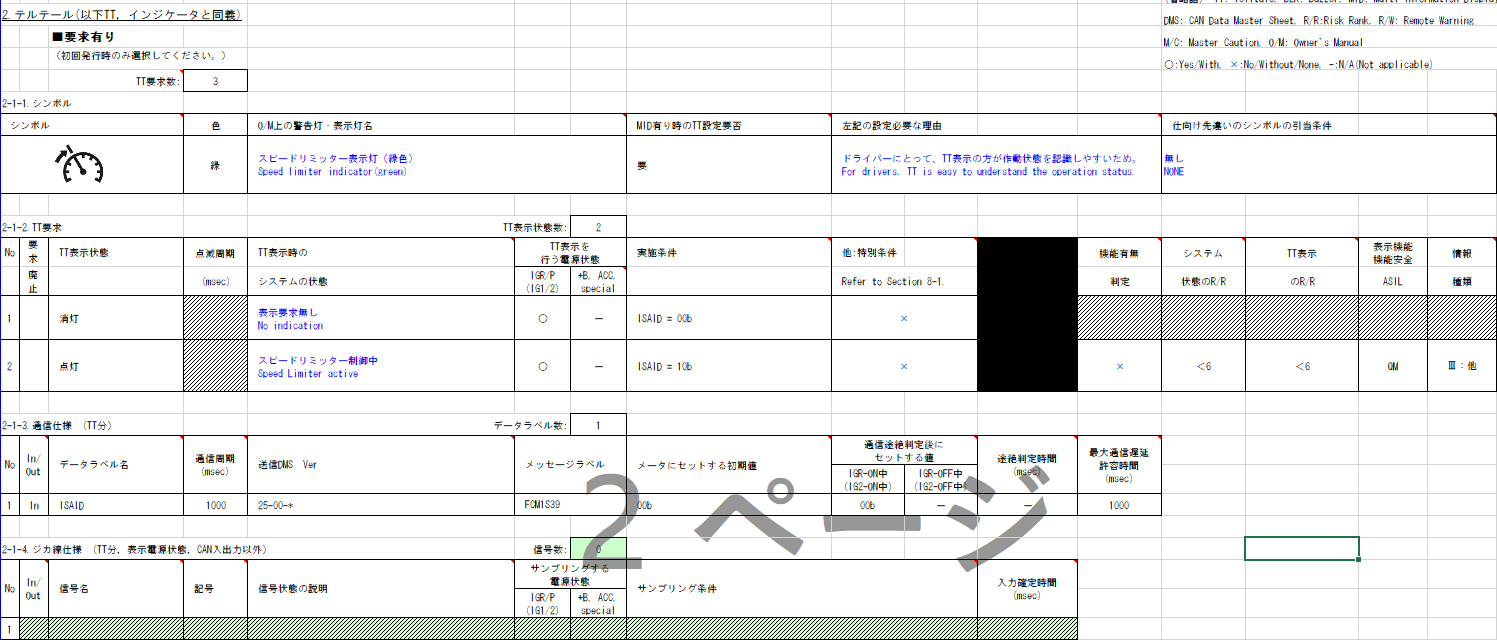 2.テルテール(以下TT, インジケータと同義)
■要求有り
(初回発行時のみ選択してください。)
DMS: CAN Data Master Sheet, R/R:Risk Rank, R/W: Remote Warning
M/C: Master Caution, O/M: Owner's Manual
○:Yes/With, ×:No/Without/None, -:N/A(Not applicable)
TT要求数: 3
2-1-1.シンボル
シンボル 色 O/M上の警告灯・表示灯名 MID有り時のTT設定要否 左記の設定必要な理由 仕向け先違いのシンボルの引当条件
緑 スピードリミッター表示灯(緑色) 要 ドライバーにとって、TT表示の方が作動状態を認識しやすいため。 無し
Speed limiter indicator(green) For drivers, TT is easy to understand the operation status. NONE
2-1-2.TT要求 TT表示状態数: 2
No 要求 TT表示状態 点滅周期 TT表示時の TT表示を行う電源状態 実施条件 他:特別条件 機能有無 システム TT表示 表示機能 機能安全 情報
廃止 (msec) システムの状態 IGR/P (IG1/2) +B, ACC, special Refer to Section 8-1. 判定 状態のR/R のR/R ASIL 種類
1 消灯 表示要求無し No indication ○ － ISAID = 00b ×
2 点灯 スピードリミッター制御中 Speed Limiter active ○ － ISAID = 10b × × <6 <6 QM Ⅲ:他
2-1-3.通信仕様 (TT分) データラベル数: 1
No In/Out データラベル名 通信周期 (msec) 送信DMS Ver メッセージラベル メータにセットする初期値 通信途絶判定後にセットする値 途絶判定時間 (msec) 最大通信遅延許容時間 (msec)
IGR-ON中 (IG2-ON中) IGR-OFF中 (IG2-OFF中)
1 In ISAID 1000 25-00-* FCM1S39 00b 00b － － 1000
2 ページ
2-1-4.ジカ線仕様 (TT分, 表示電源状態, CAN入出力以外) 信号数: 0
No In/Out 信号名 記号 信号状態の説明 サンプリングする電源状態 サンプリング条件 入力確定時間 (msec)
IGR/P (IG1/2) +B, ACC, special
1